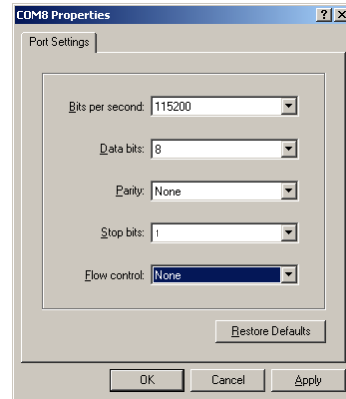 COM8 Properties
Port Settings
Bits per second: 115200
Data bits: 8
Parity: None
Stop bits: 1
Flow control: None
Restore Defaults
OK Cancel Apply